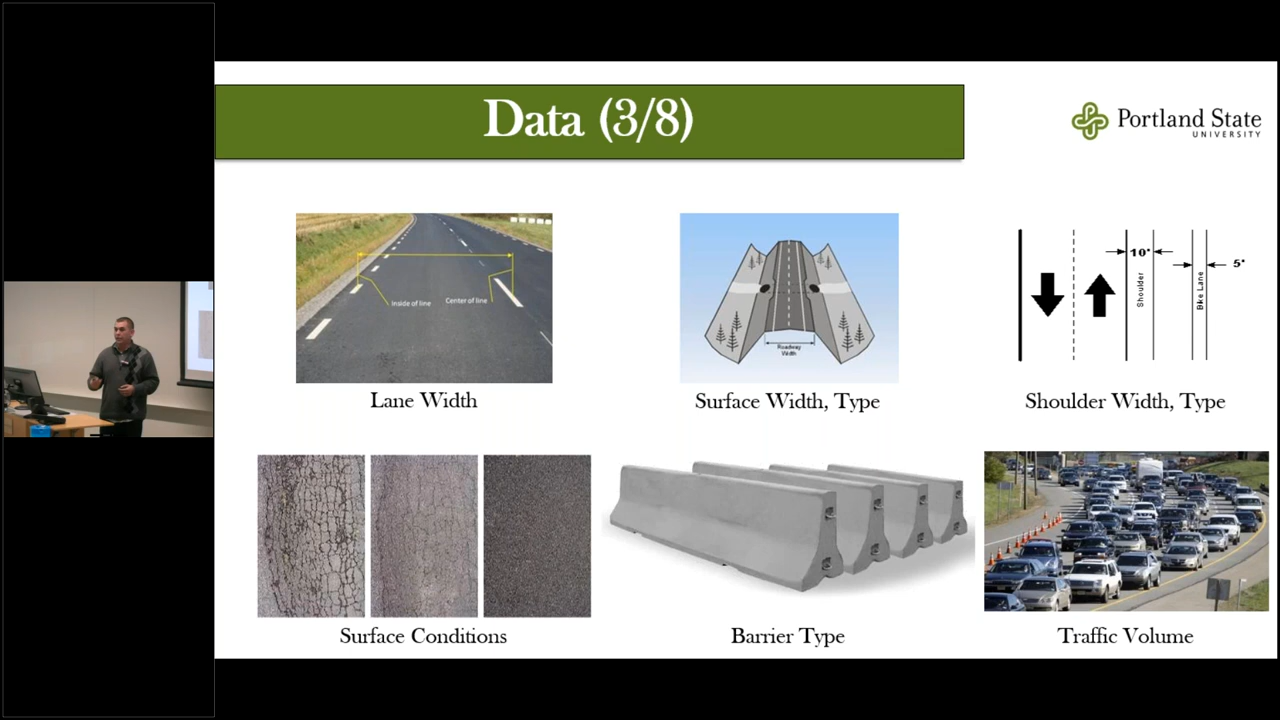 Data (3/8)
Portland State
UNIVERSITY
Inside of line
Center of line
Lane Width
Roadway
Width
Surface Width, Type
10'
5'
Shoulder
Bike Lane
Shoulder Width, Type
Surface Conditions
Barrier Type
Traffic Volume